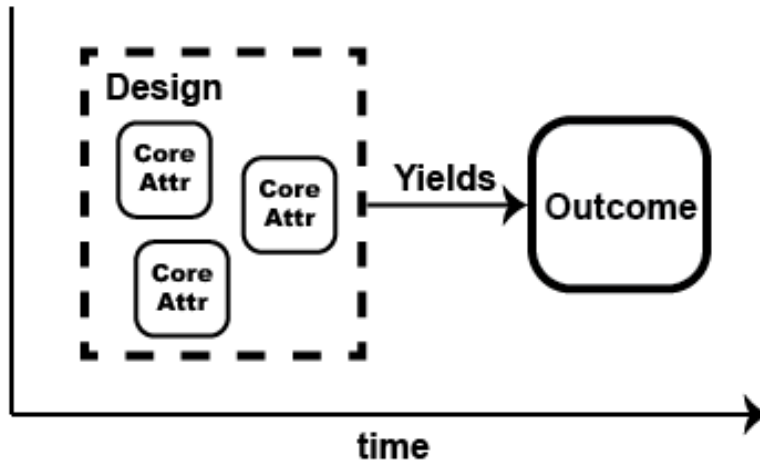 Design
Core
Attr
Core
Attr
Core
Attr
Yields
Outcome
time